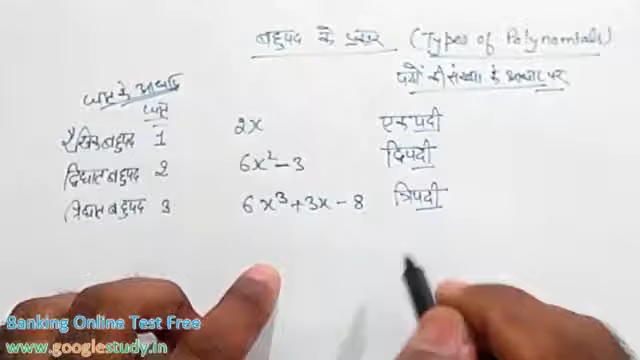 बहुपद के प्रकार (Types of Polynomials)
घात के आधार पदों की संख्या के आधार पर
घात
रैखिक बहुपद 1 2x एकपदी
द्विघात बहुपद 2 6x² - 3 द्विपदी
त्रिघात बहुपद 3 6x³ + 3x - 8 त्रिपदी
Banking Online Test Free
www.googlestudy.in